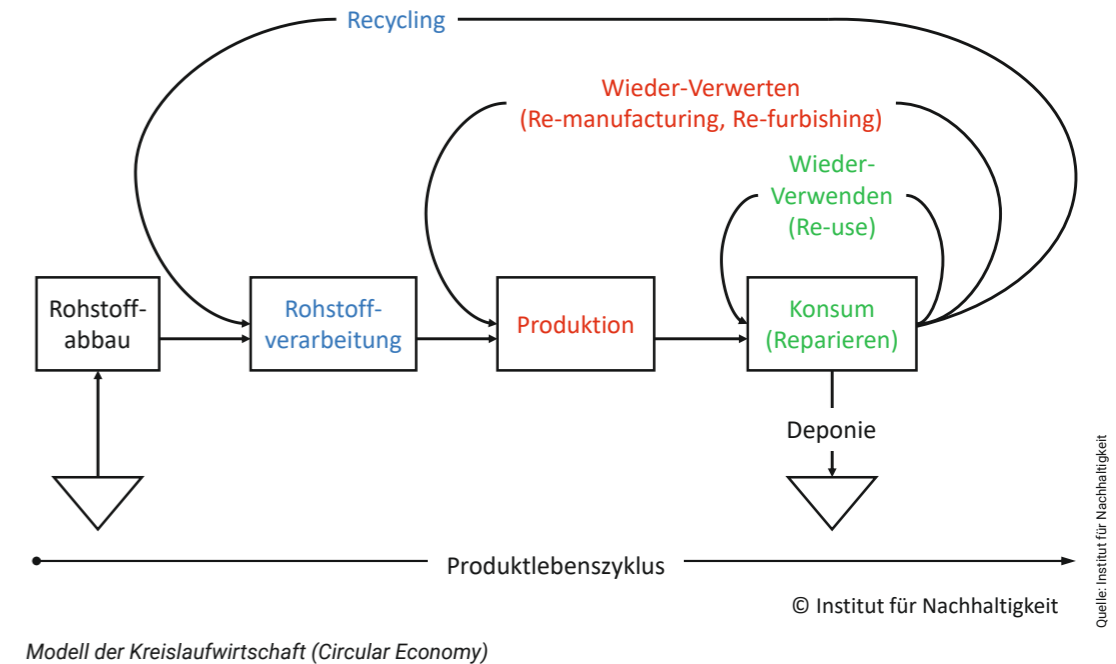 Recycling
Wieder-Verwerten
(Re-manufacturing, Re-furbishing)
Wieder-
Verwenden
(Re-use)
Rohstoff-
abbau
Rohstoff-
verarbeitung
Produktion
Konsum
(Reparieren)
Deponie
Produktlebenszyklus
© Institut für Nachhaltigkeit
Quelle: Institut für Nachhaltigkeit
Modell der Kreislaufwirtschaft (Circular Economy)